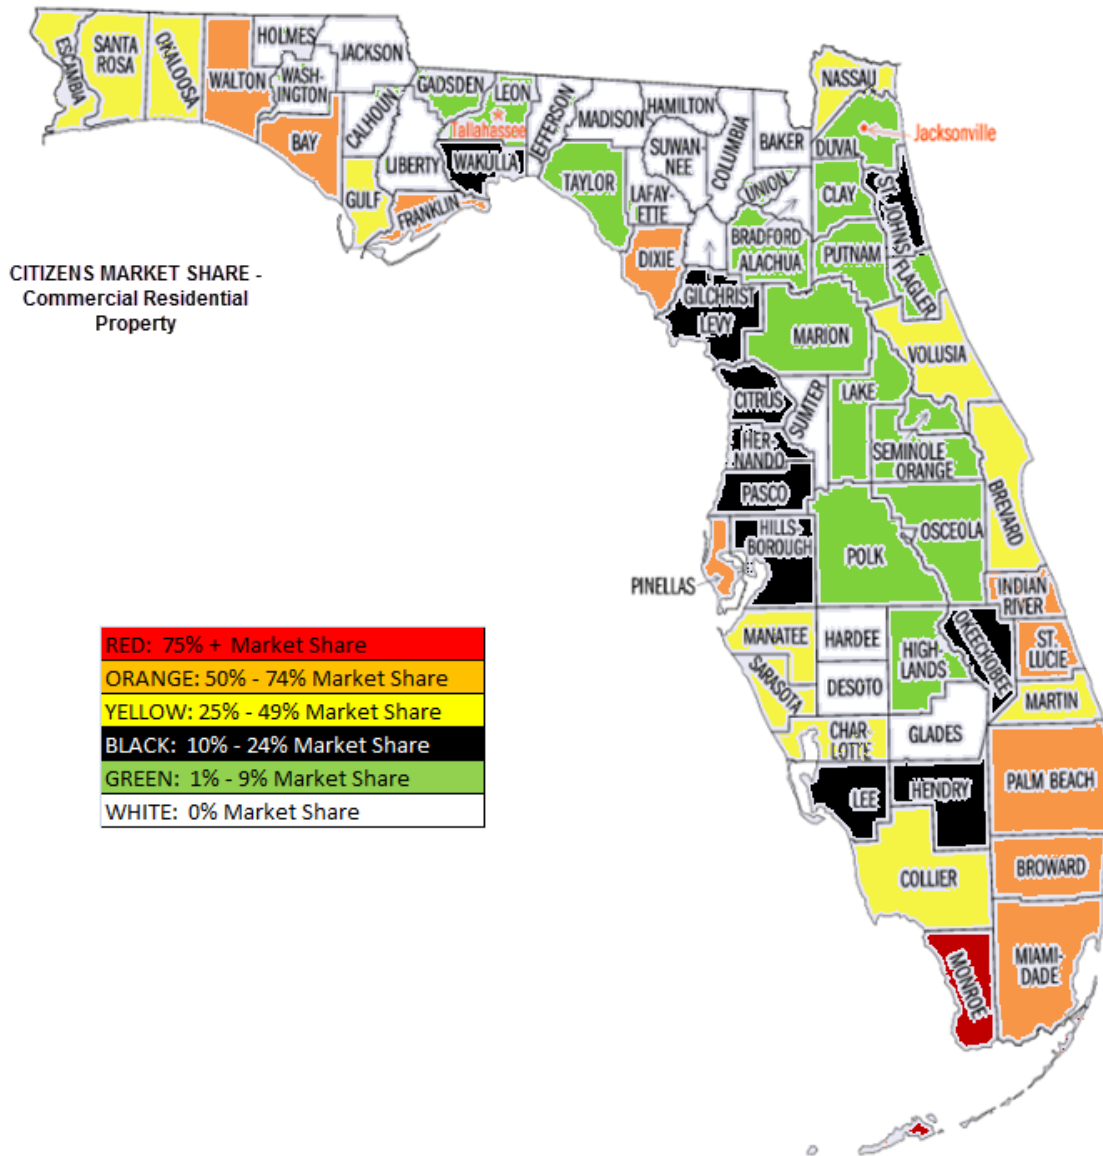 HOLMES
JACKSON
ESCAMBIA
SANTA
ROSA
OKALOOSA
WALTON
WASH-
INGTON
BAY
CALHOUN
GULF
LIBERTY
FRANKLIN
GADSDEN
LEON
Tallahassee
WAKULLA
JEFFERSON
MADISON
TAYLOR
HAMILTON
SUWAN-
NEE
LAFAY-
ETTE
DIXIE
COLUMBIA
BAKER
UNION
BRADFORD
ALACHUA
NASSAU
DUVAL
Jacksonville
CLAY
ST. JOHNS
PUTNAM
FLAGLER
GILCHRIST
LEVY
MARION
VOLUSIA
CITIZENS MARKET SHARE -
Commercial Residential
Property
CITRUS
SUMTER
LAKE
HER-
NANDO
SEMINOLE
ORANGE
PASCO
BREVARD
HILLS-
BOROUGH
POLK
OSCEOLA
PINELLAS
INDIAN
RIVER
MANATEE
HARDEE
HIGH-
LANDS
OKEECHOBEE
ST.
LUCIE
SARASOTA
DESOTO
MARTIN
CHAR-
LOTTE
GLADES
LEE
HENDRY
PALM BEACH
COLLIER
BROWARD
MONROE
MIAMI-
DADE
RED: 75% + Market Share
ORANGE: 50% - 74% Market Share
YELLOW: 25% - 49% Market Share
BLACK: 10% - 24% Market Share
GREEN: 1% - 9% Market Share
WHITE: 0% Market Share